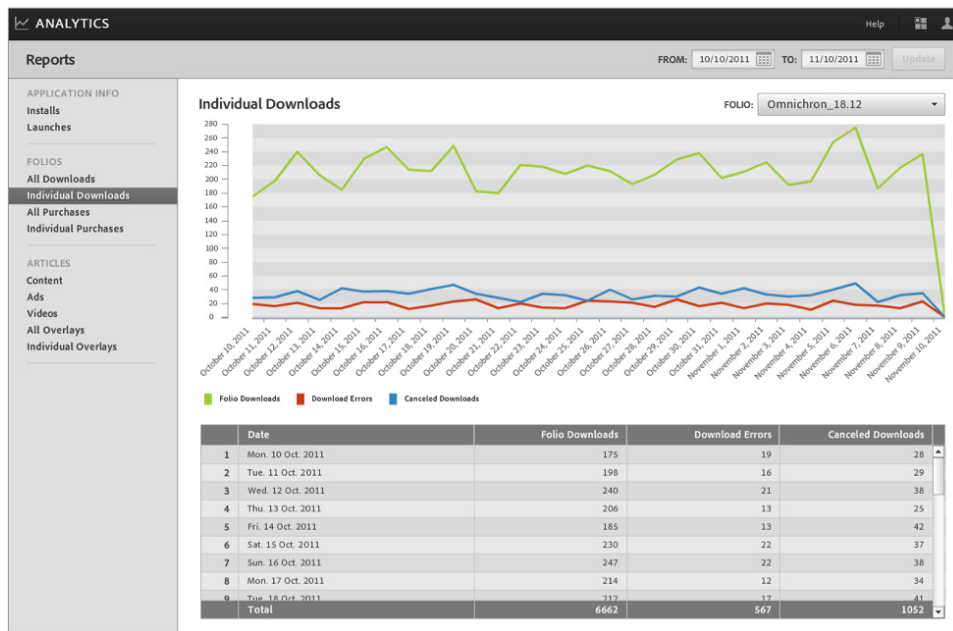 ANALYTICS
Help
Reports
FROM: 10/10/2011 TO: 11/10/2011 Update
APPLICATION INFO
Installs
Launches
FOLIOS
All Downloads
Individual Downloads
All Purchases
Individual Purchases
ARTICLES
Content
Ads
Videos
All Overlays
Individual Overlays
Individual Downloads
FOLIO: Omnichron_18.12
280
260
240
220
200
180
160
140
120
100
80
60
40
20
0
October 10, 2011
October 11, 2011
October 12, 2011
October 13, 2011
October 14, 2011
October 15, 2011
October 16, 2011
October 17, 2011
October 18, 2011
October 19, 2011
October 20, 2011
October 21, 2011
October 22, 2011
October 23, 2011
October 24, 2011
October 25, 2011
October 26, 2011
October 27, 2011
October 28, 2011
October 29, 2011
October 30, 2011
October 31, 2011
November 1, 2011
November 2, 2011
November 3, 2011
November 4, 2011
November 5, 2011
November 6, 2011
November 7, 2011
November 8, 2011
November 9, 2011
November 10, 2011
Folio Downloads Download Errors Canceled Downloads
Date Folio Downloads Download Errors Canceled Downloads
1 Mon. 10 Oct. 2011 175 19 28
2 Tue. 11 Oct. 2011 198 16 29
3 Wed. 12 Oct. 2011 240 21 38
4 Thu. 13 Oct. 2011 206 13 25
5 Fri. 14 Oct. 2011 185 13 42
6 Sat. 15 Oct. 2011 230 22 37
7 Sun. 16 Oct. 2011 247 22 38
8 Mon. 17 Oct. 2011 214 12 34
9 Tue. 18 Oct. 2011 212 17 41
Total 6662 567 1052